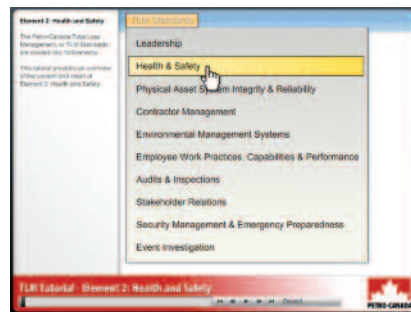 Element 2: Health and Safety
The Petro-Canada Total Loss
Management, or TLM Standards
are divided into 10 Elements.
This tutorial provides an overview
of the content and intent of
Element 2: Health and Safety.
TLM Standards
Leadership
Health & Safety
Physical Asset System Integrity & Reliability
Contractor Management
Environmental Management Systems
Employee Work Practices, Capabilities & Performance
Audits & Inspections
Stakeholder Relations
Security Management & Emergency Preparedness
Event Investigation
TLM Tutorial - Element 2: Health and Safety
PETRO-CANADA